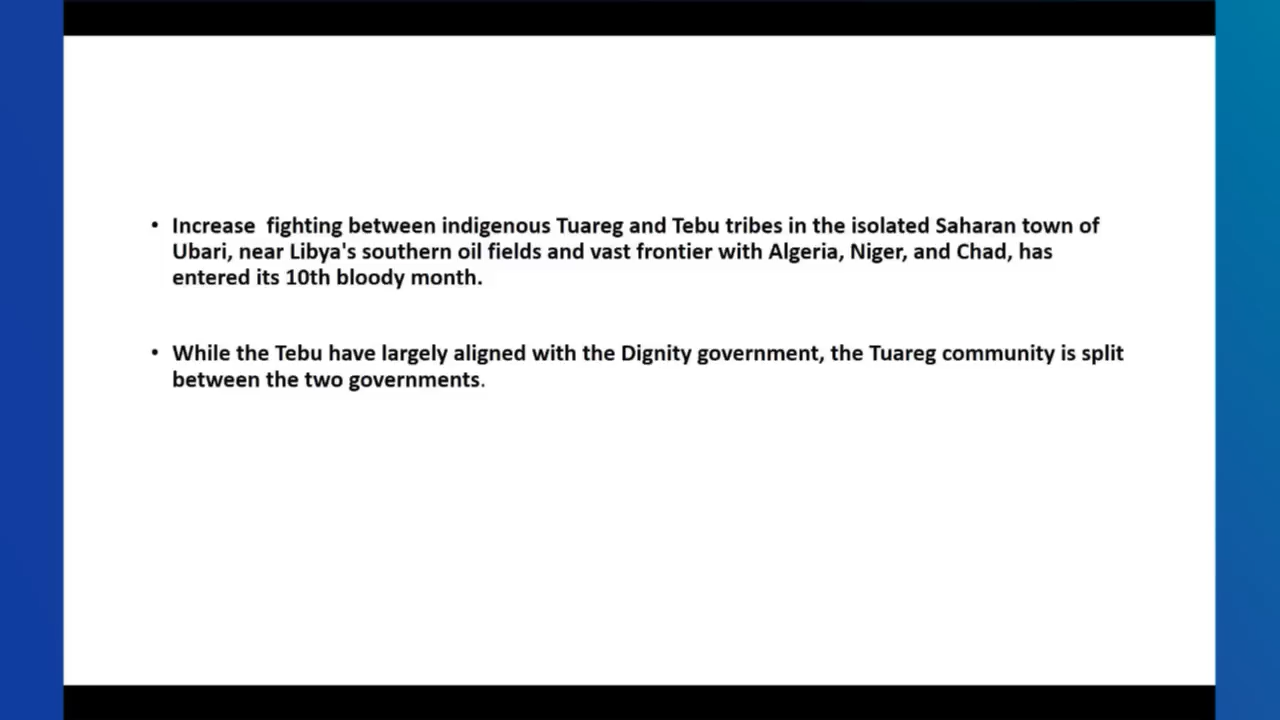 • Increase  fighting between indigenous Tuareg and Tebu tribes in the isolated Saharan town of
Ubari, near Libya's southern oil fields and vast frontier with Algeria, Niger, and Chad, has
entered its 10th bloody month.
• While the Tebu have largely aligned with the Dignity government, the Tuareg community is split
between the two governments.